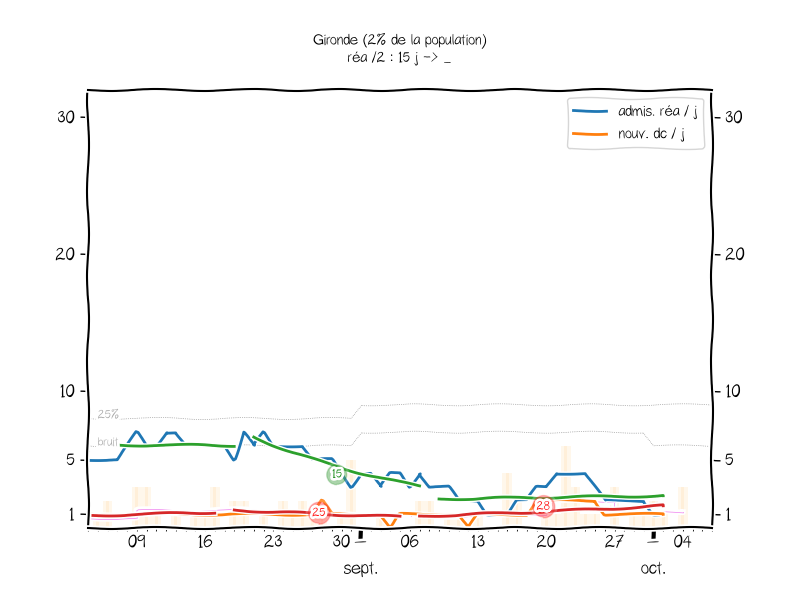 Gironde (2% de la population)
réa /2 : 15 j -> _
admis. réa / j
nouv. dc / j
30
30
20
20
10
10
25%
bruit
5
5
15
25
28
1
1
09 16 23 30 06 13 20 27 04
sept. oct.